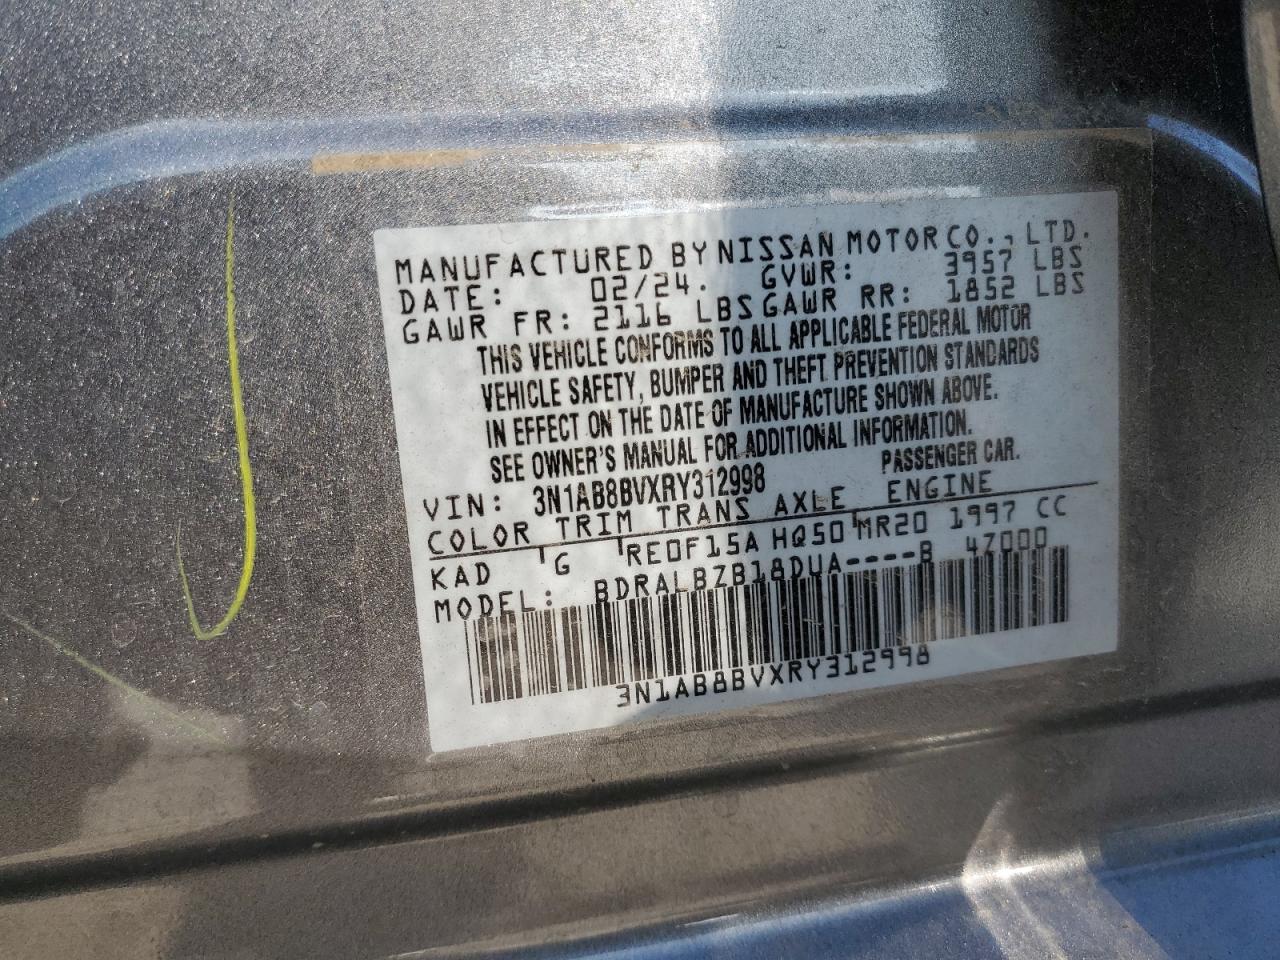 MANUFACTURED BY NISSAN MOTOR CO., LTD.
DATE: 02/24. GVWR: 3957 LBS
GAWR FR: 2116 LBS GAWR RR: 1852 LBS
THIS VEHICLE CONFORMS TO ALL APPLICABLE FEDERAL MOTOR
VEHICLE SAFETY, BUMPER AND THEFT PREVENTION STANDARDS
IN EFFECT ON THE DATE OF MANUFACTURE SHOWN ABOVE.
SEE OWNER'S MANUAL FOR ADDITIONAL INFORMATION.
VIN: 3N1AB8BVXRY312998 PASSENGER CAR.
COLOR TRIM TRANS AXLE ENGINE
KAD G RE0F15A HQ50 MR20 1997 CC
MODEL: BDRALBZB18DUA----B 4Z000
3N1AB8BVXRY312998